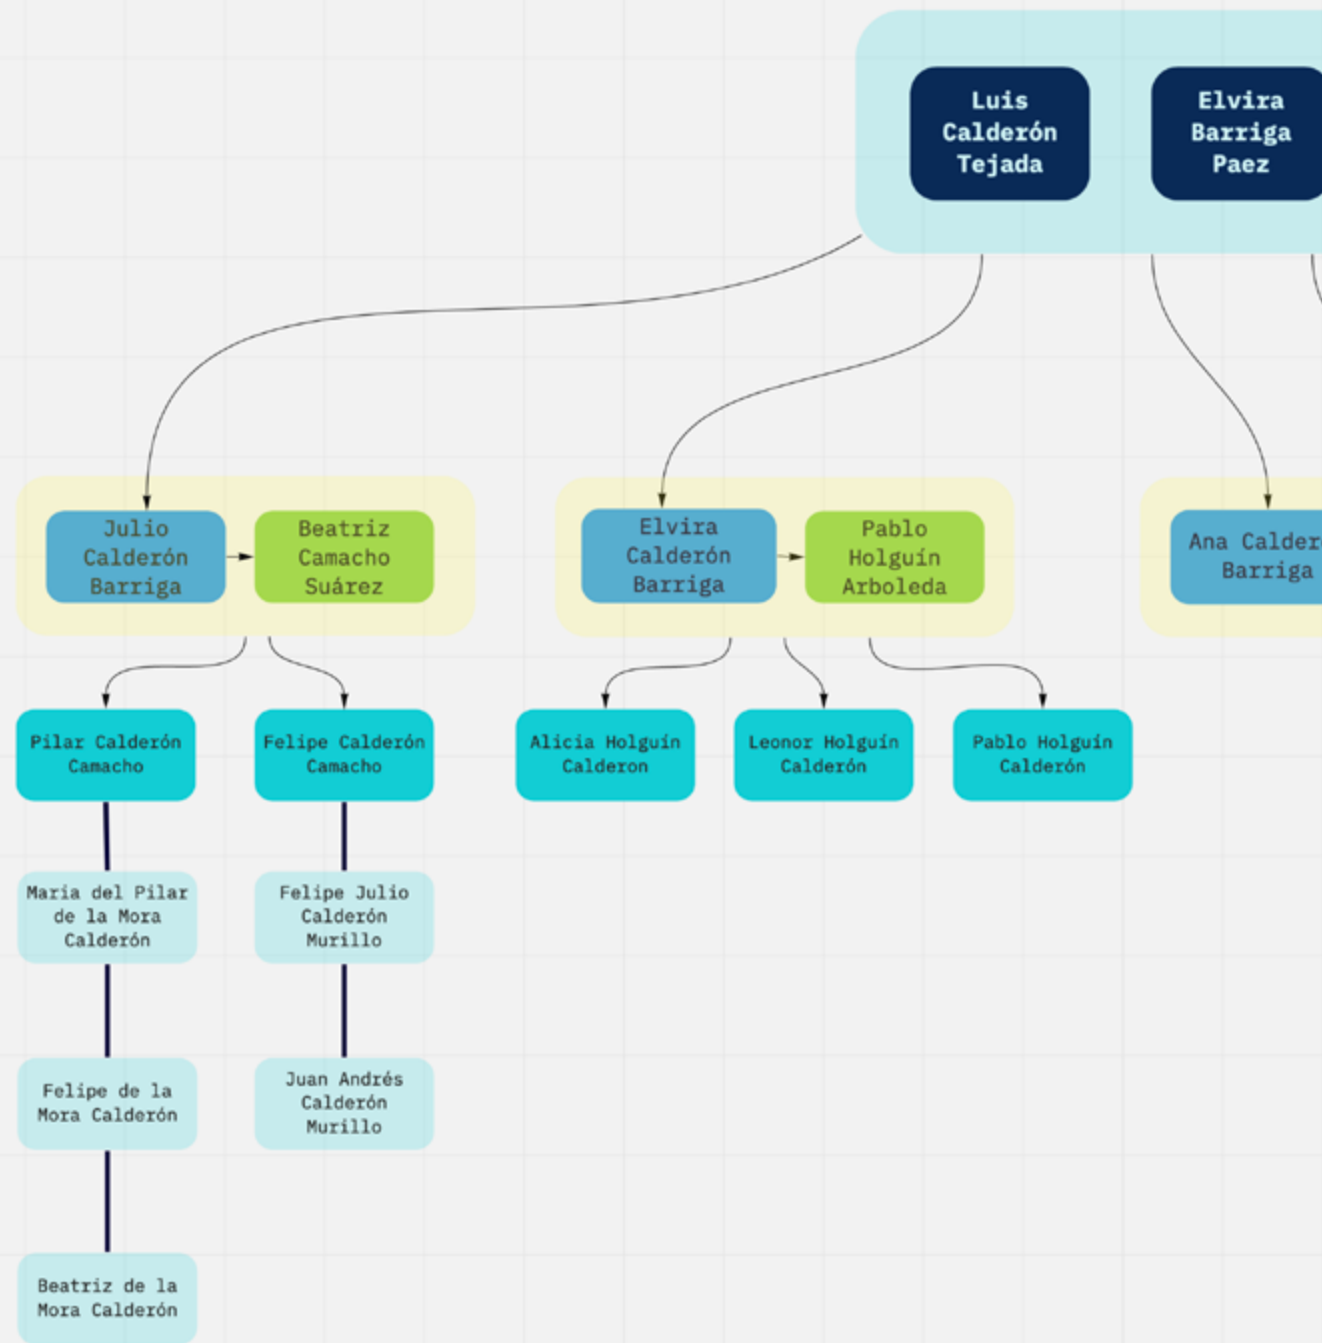 Luis
Calderón
Tejada
Elvira
Barriga
Paez
Julio
Calderón
Barriga
Beatriz
Camacho
Suárez
Elvira
Calderón
Barriga
Pablo
Holguín
Arboleda
Ana
Barriga
Pilar Calderón
Camacho
Felipe Calderón
Camacho
Alicia Holguín
Calderon
Leonor Holguín
Calderón
Pablo Holguín
Calderón
Maria del Pilar
de la Mora
Calderón
Felipe Julio
Calderón
Murillo
Felipe de la
Mora Calderón
Juan Andrés
Calderón
Murillo
Beatriz de la
Mora Calderón